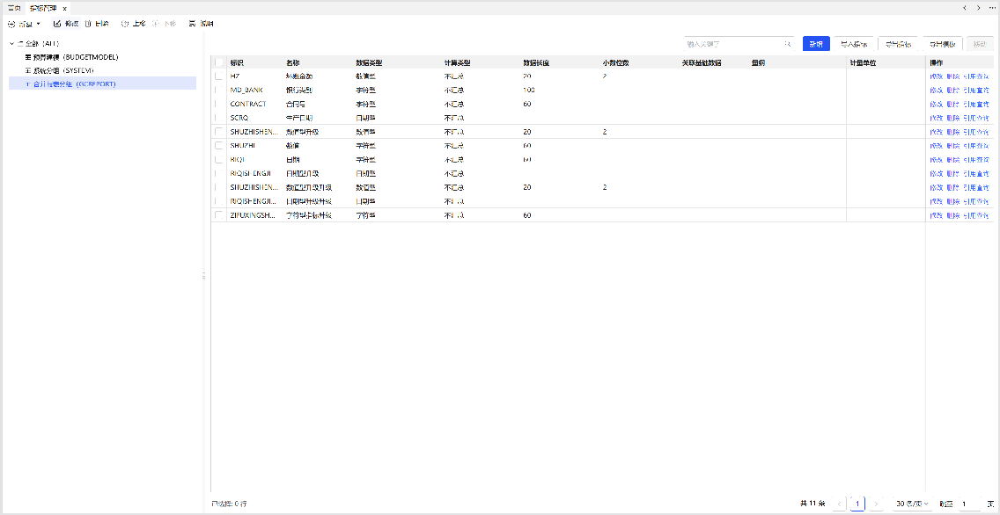 首页 指标管理 x
新建 修改 删除 上移 下移 说明
全部（ALL）
预算建模（BUDGETMODEL）
系统分组（SYSTEM）
合并报表分组（GCREPORT）
输入关键字 新增 导入指标 导出指标 导出模板 移动
标识 名称 数据类型 计算类型 数据长度 小数位数 关联基础数据 量纲 计量单位 操作
HZ 坏账金额 数值型 不汇总 20 2 修改 删除 引用查询
MD_BANK 银行类别 字符型 不汇总 100 修改 删除 引用查询
CONTRACT 合同号 字符型 不汇总 60 修改 删除 引用查询
SCRQ 生产日期 日期型 不汇总 修改 删除 引用查询
SHUZHISHEN... 数值型升级 数值型 不汇总 20 2 修改 删除 引用查询
SHUZHI 数值 字符型 不汇总 60 修改 删除 引用查询
RIQI 日期 字符型 不汇总 60 修改 删除 引用查询
RIQISHENGJI 日期型升级 日期型 不汇总 修改 删除 引用查询
SHUZHISHEN... 数值型升级升级 数值型 不汇总 20 2 修改 删除 引用查询
RIQISHENGJI... 日期型升级升级 日期型 不汇总 修改 删除 引用查询
ZIFUXINGSH... 字符型指标升级 字符型 不汇总 60 修改 删除 引用查询
已选择: 0 行 共 11 条 1 30 条/页 跳至 1 页